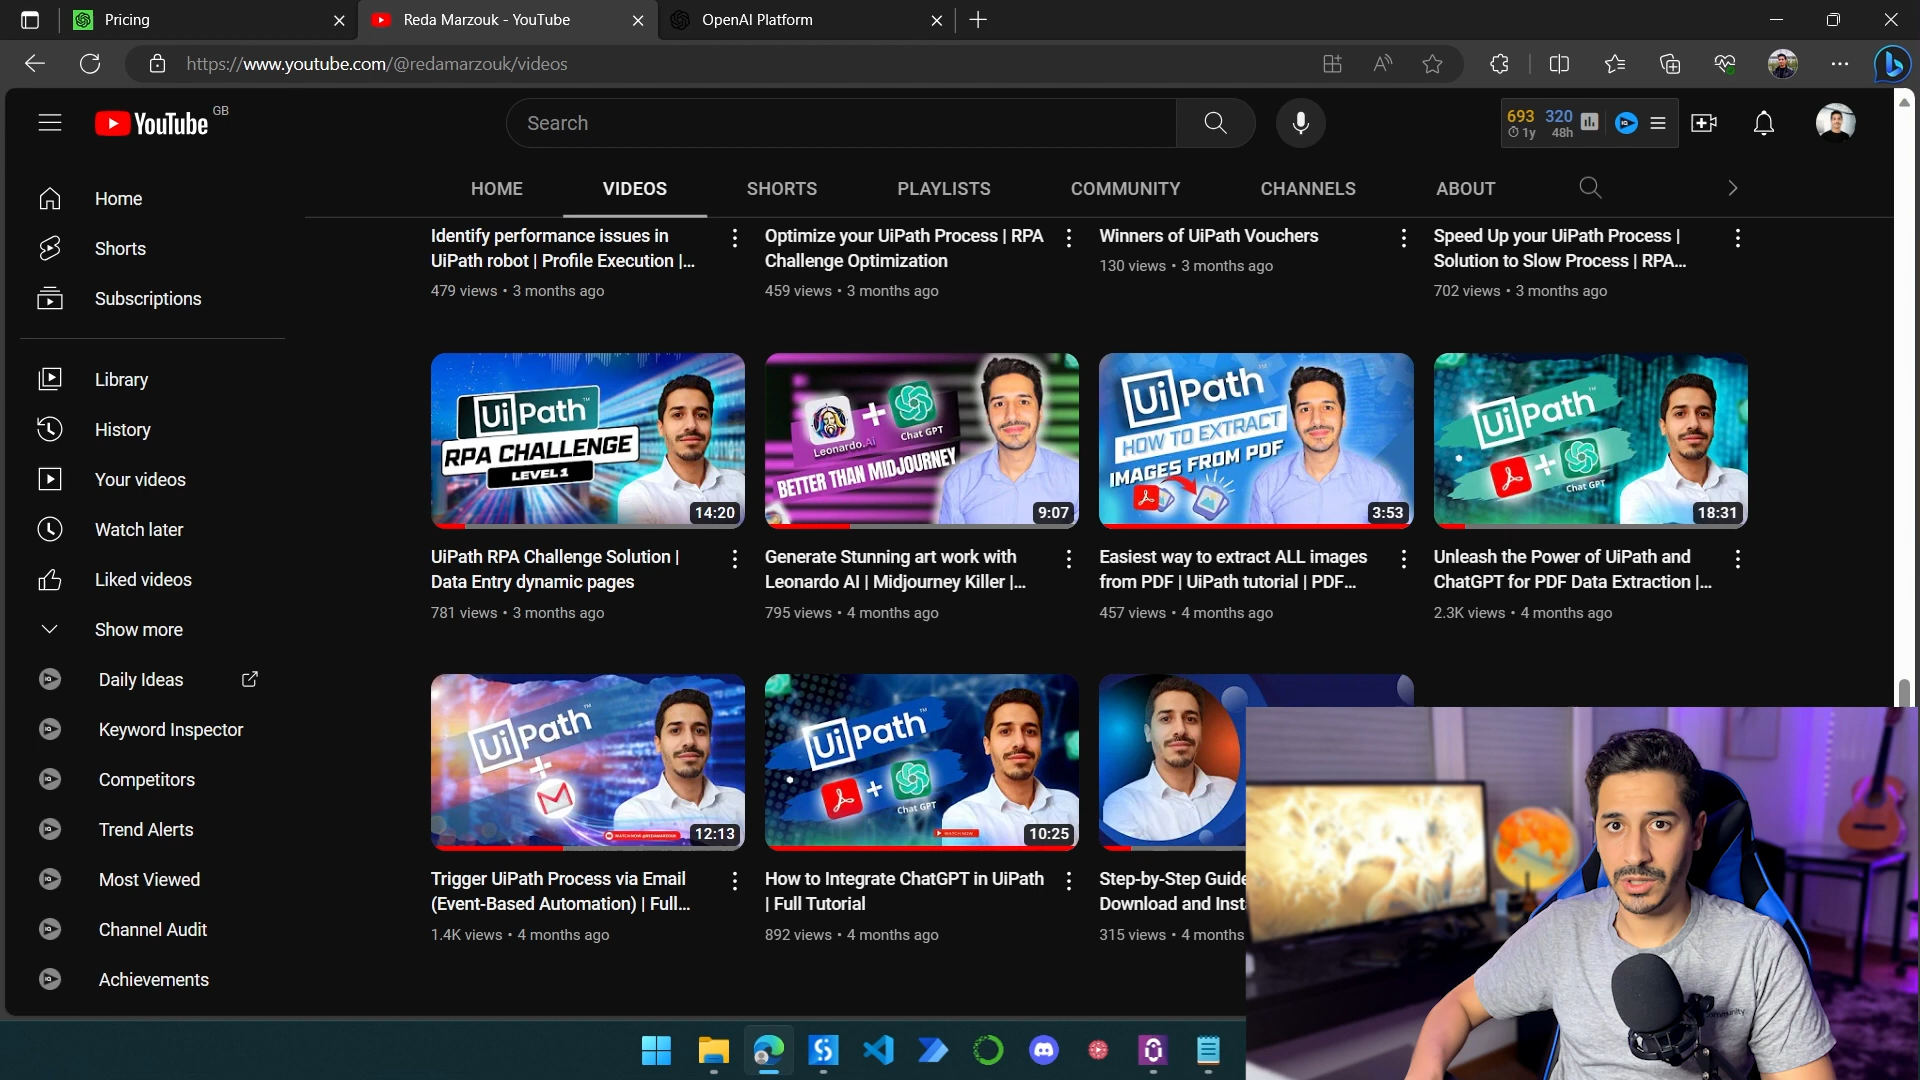 Pricing
Reda Marzouk - YouTube
OpenAI Platform
https://www.youtube.com/@redamarzouk/videos
YouTube GB
Search
693 320
1y 48h
HOME VIDEOS SHORTS PLAYLISTS COMMUNITY CHANNELS ABOUT
Home
Shorts
Subscriptions
Library
History
Your videos
Watch later
Liked videos
Show more
Daily Ideas
Keyword Inspector
Competitors
Trend Alerts
Most Viewed
Channel Audit
Achievements
Identify performance issues in
UiPath robot | Profile Execution |...
479 views • 3 months ago
Optimize your UiPath Process | RPA
Challenge Optimization
459 views • 3 months ago
Winners of UiPath Vouchers
130 views • 3 months ago
Speed Up your UiPath Process |
Solution to Slow Process | RPA...
702 views • 3 months ago
UiPath™
RPA CHALLENGE
LEVEL 1
14:20
UiPath RPA Challenge Solution |
Data Entry dynamic pages
781 views • 3 months ago
Leonardo.Ai + Chat GPT
BETTER THAN MIDJOURNEY
9:07
Generate Stunning art work with
Leonardo AI | Midjourney Killer |...
795 views • 4 months ago
UiPath™
HOW TO EXTRACT
IMAGES FROM PDF
3:53
Easiest way to extract ALL images
from PDF | UiPath tutorial | PDF...
457 views • 4 months ago
UiPath™
+
Chat GPT
18:31
Unleash the Power of UiPath and
ChatGPT for PDF Data Extraction |...
2.3K views • 4 months ago
UiPath™
+
12:13
Trigger UiPath Process via Email
(Event-Based Automation) | Full...
1.4K views • 4 months ago
UiPath™
+
Chat GPT
WATCH NOW
10:25
How to Integrate ChatGPT in UiPath
| Full Tutorial
892 views • 4 months ago
Step-by-Step Guide
Download and Inst
315 views • 4 months